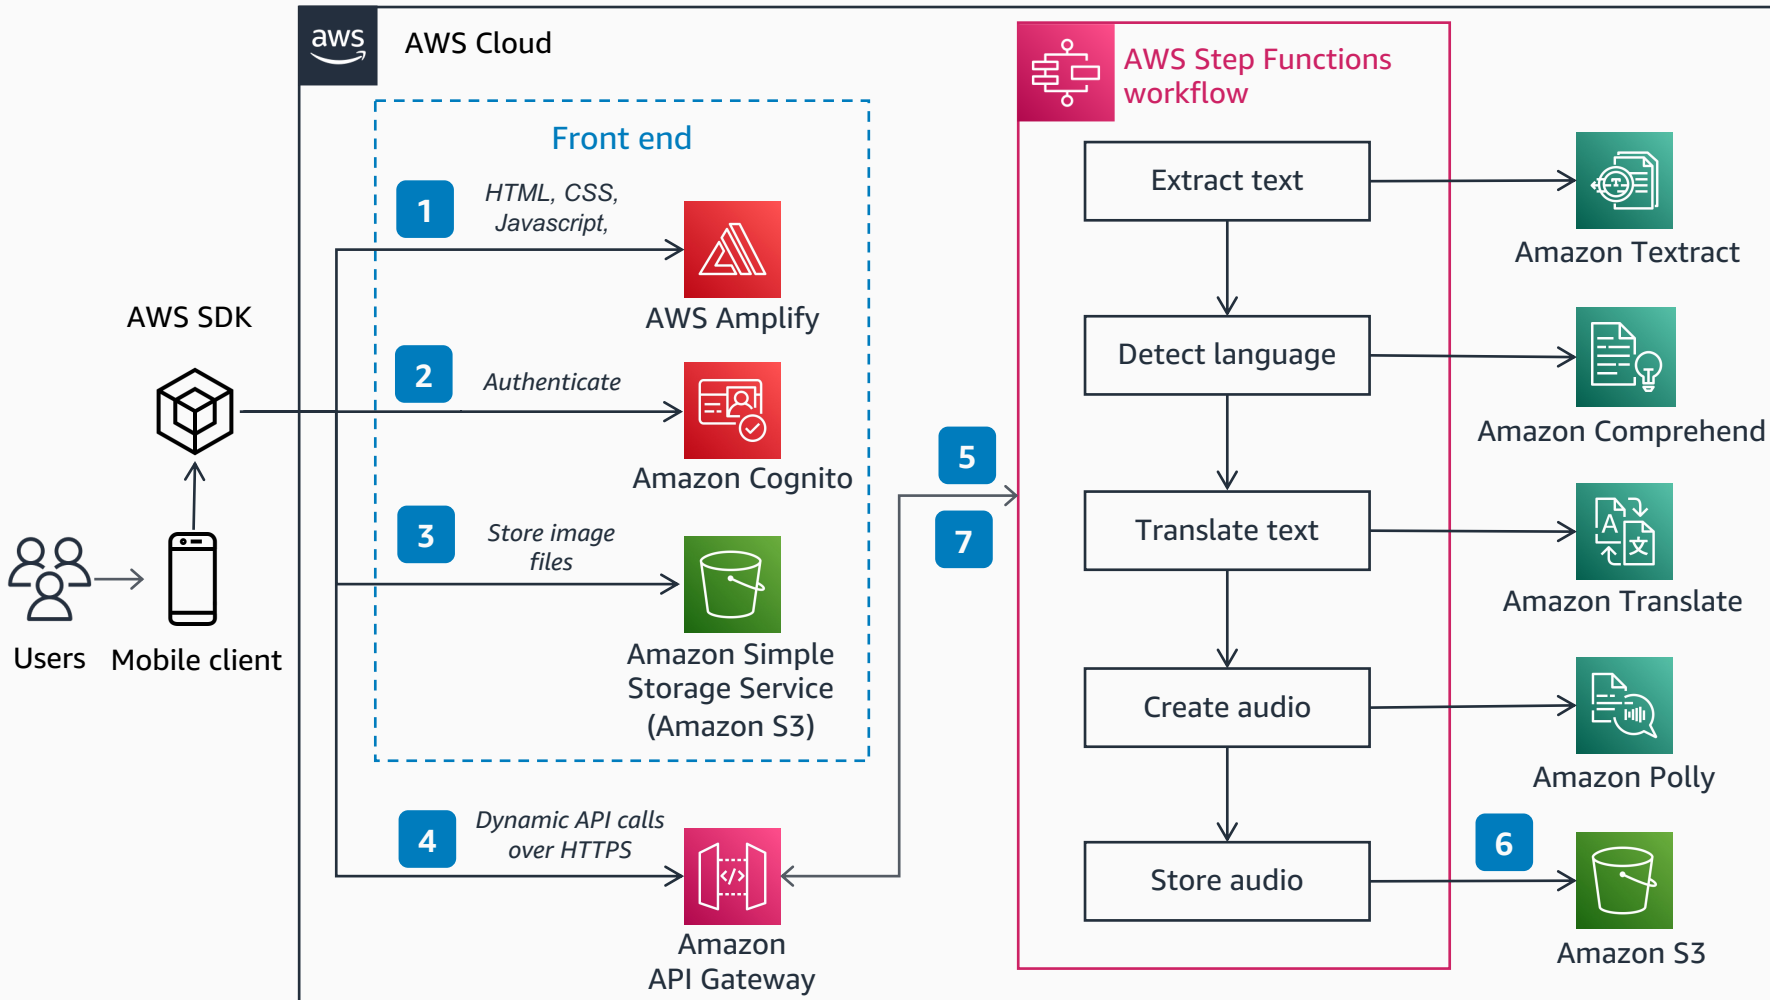 aws
AWS Cloud
AWS Step Functions
workflow
Front end
1
HTML, CSS,
Javascript,
AWS Amplify
AWS SDK
2
Authenticate
Amazon Cognito
3
Store image
files
Amazon Simple
Storage Service
(Amazon S3)
Users
Mobile client
4
Dynamic API calls
over HTTPS
</>
Amazon
API Gateway
5
7
Extract text
T
Amazon Textract
Detect language
Amazon Comprehend
Translate text
A
文
Amazon Translate
Create audio
Amazon Polly
Store audio
6
Amazon S3